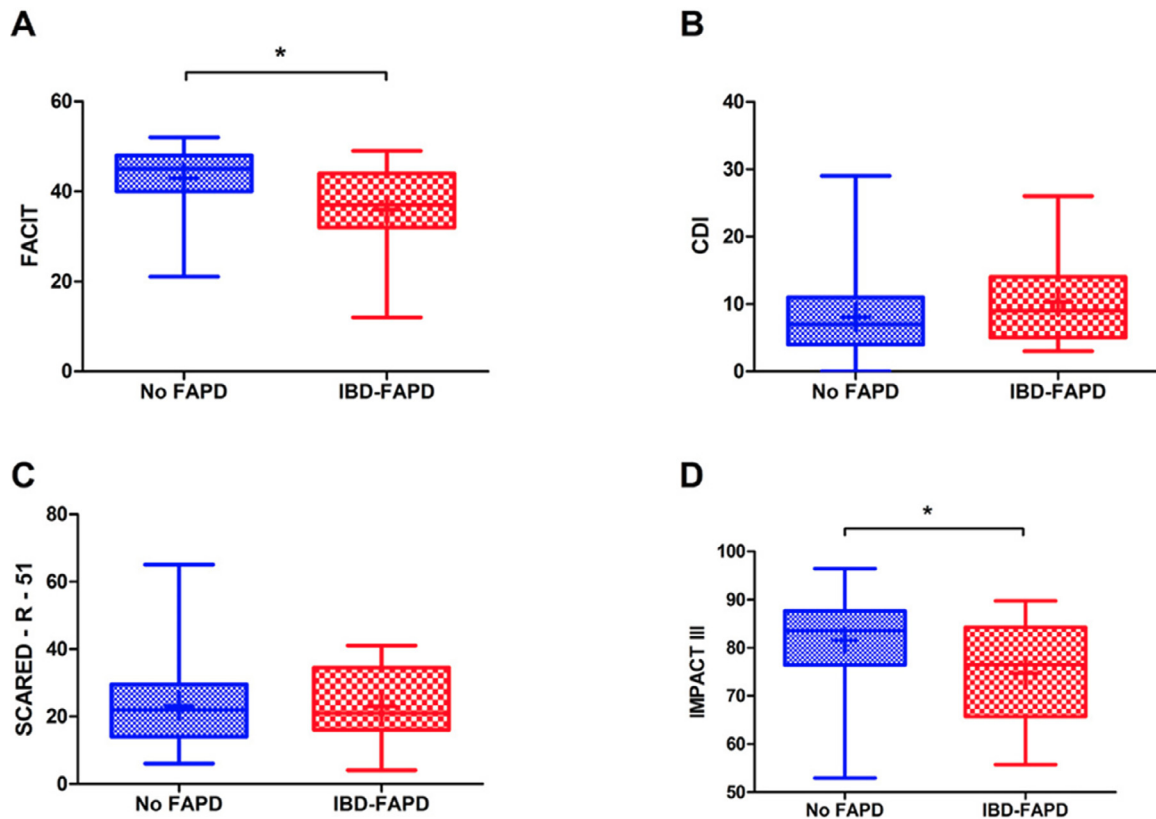 A
*
60
40
20
0
FACIT
No FAPD
IBD-FAPD
B
40
30
20
10
0
CDI
No FAPD
IBD-FAPD
C
80
60
40
20
0
SCARED - R - 51
No FAPD
IBD-FAPD
D
*
100
90
80
70
60
50
IMPACT III
No FAPD
IBD-FAPD